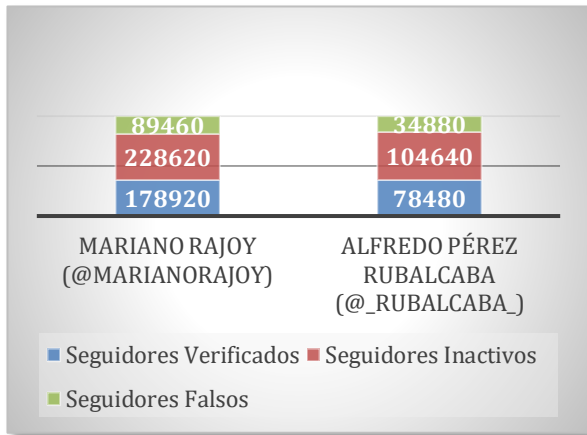 89460 34880
228620 104640
178920 78480
MARIANO RAJOY
(@MARIANORAJOY)
ALFREDO PÉREZ
RUBALCABA
(@_RUBALCABA_)
Seguidores Verificados Seguidores Inactivos
Seguidores Falsos